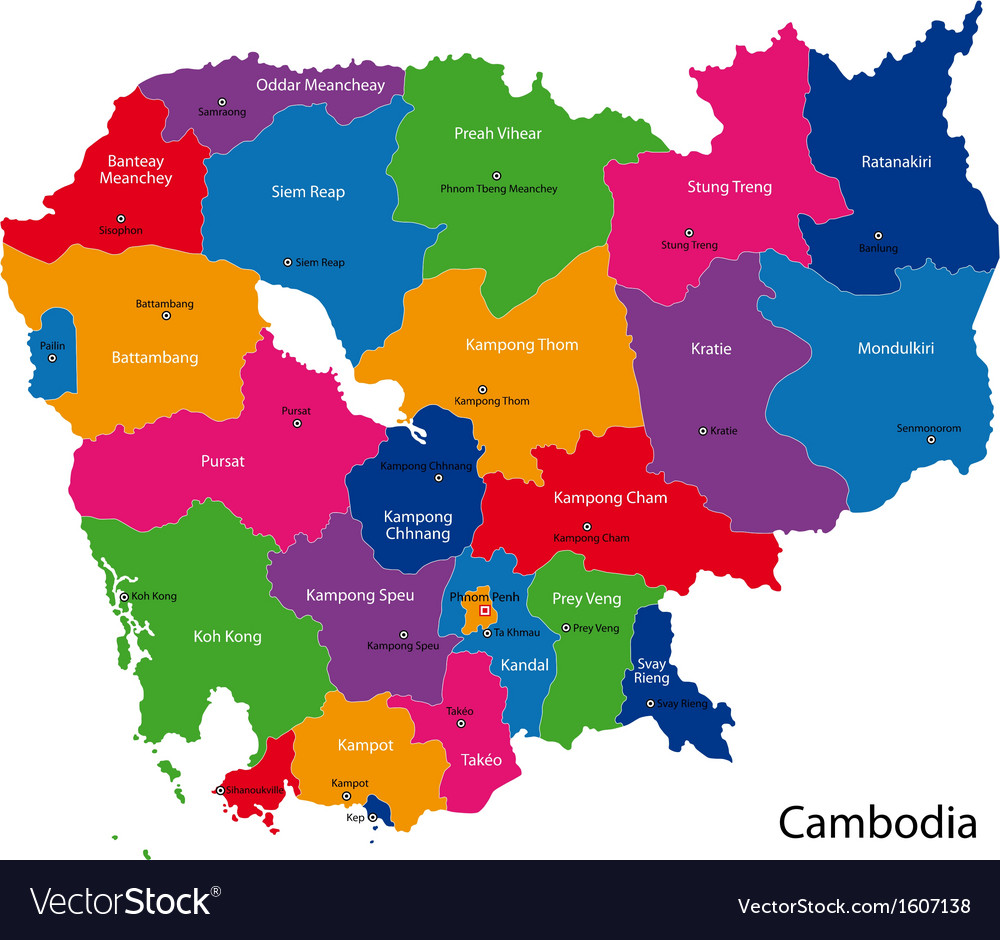 Oddar Meancheay
Samraong
Preah Vihear
Phnom Tbeng Meanchey
Banteay
Meanchey
Sisophon
Siem Reap
Siem Reap
Stung Treng
Stung Treng
Ratanakiri
Banlung
Battambang
Battambang
Pailin
Kampong Thom
Kampong Thom
Kratie
Kratie
Mondulkiri
Senmonorom
Pursat
Pursat
Kampong Chhnang
Kampong
Chhnang
Kampong Cham
Kampong Cham
Koh Kong
Koh Kong
Kampong Speu
Kampong Speu
Phnom Penh
Ta Khmau
Kandal
Prey Veng
Prey Veng
Svay
Rieng
Svay Rieng
Takéo
Takéo
Kampot
Kampot
Kep
Sihanoukville
Cambodia
VectorStock®
VectorStock.com/1607138